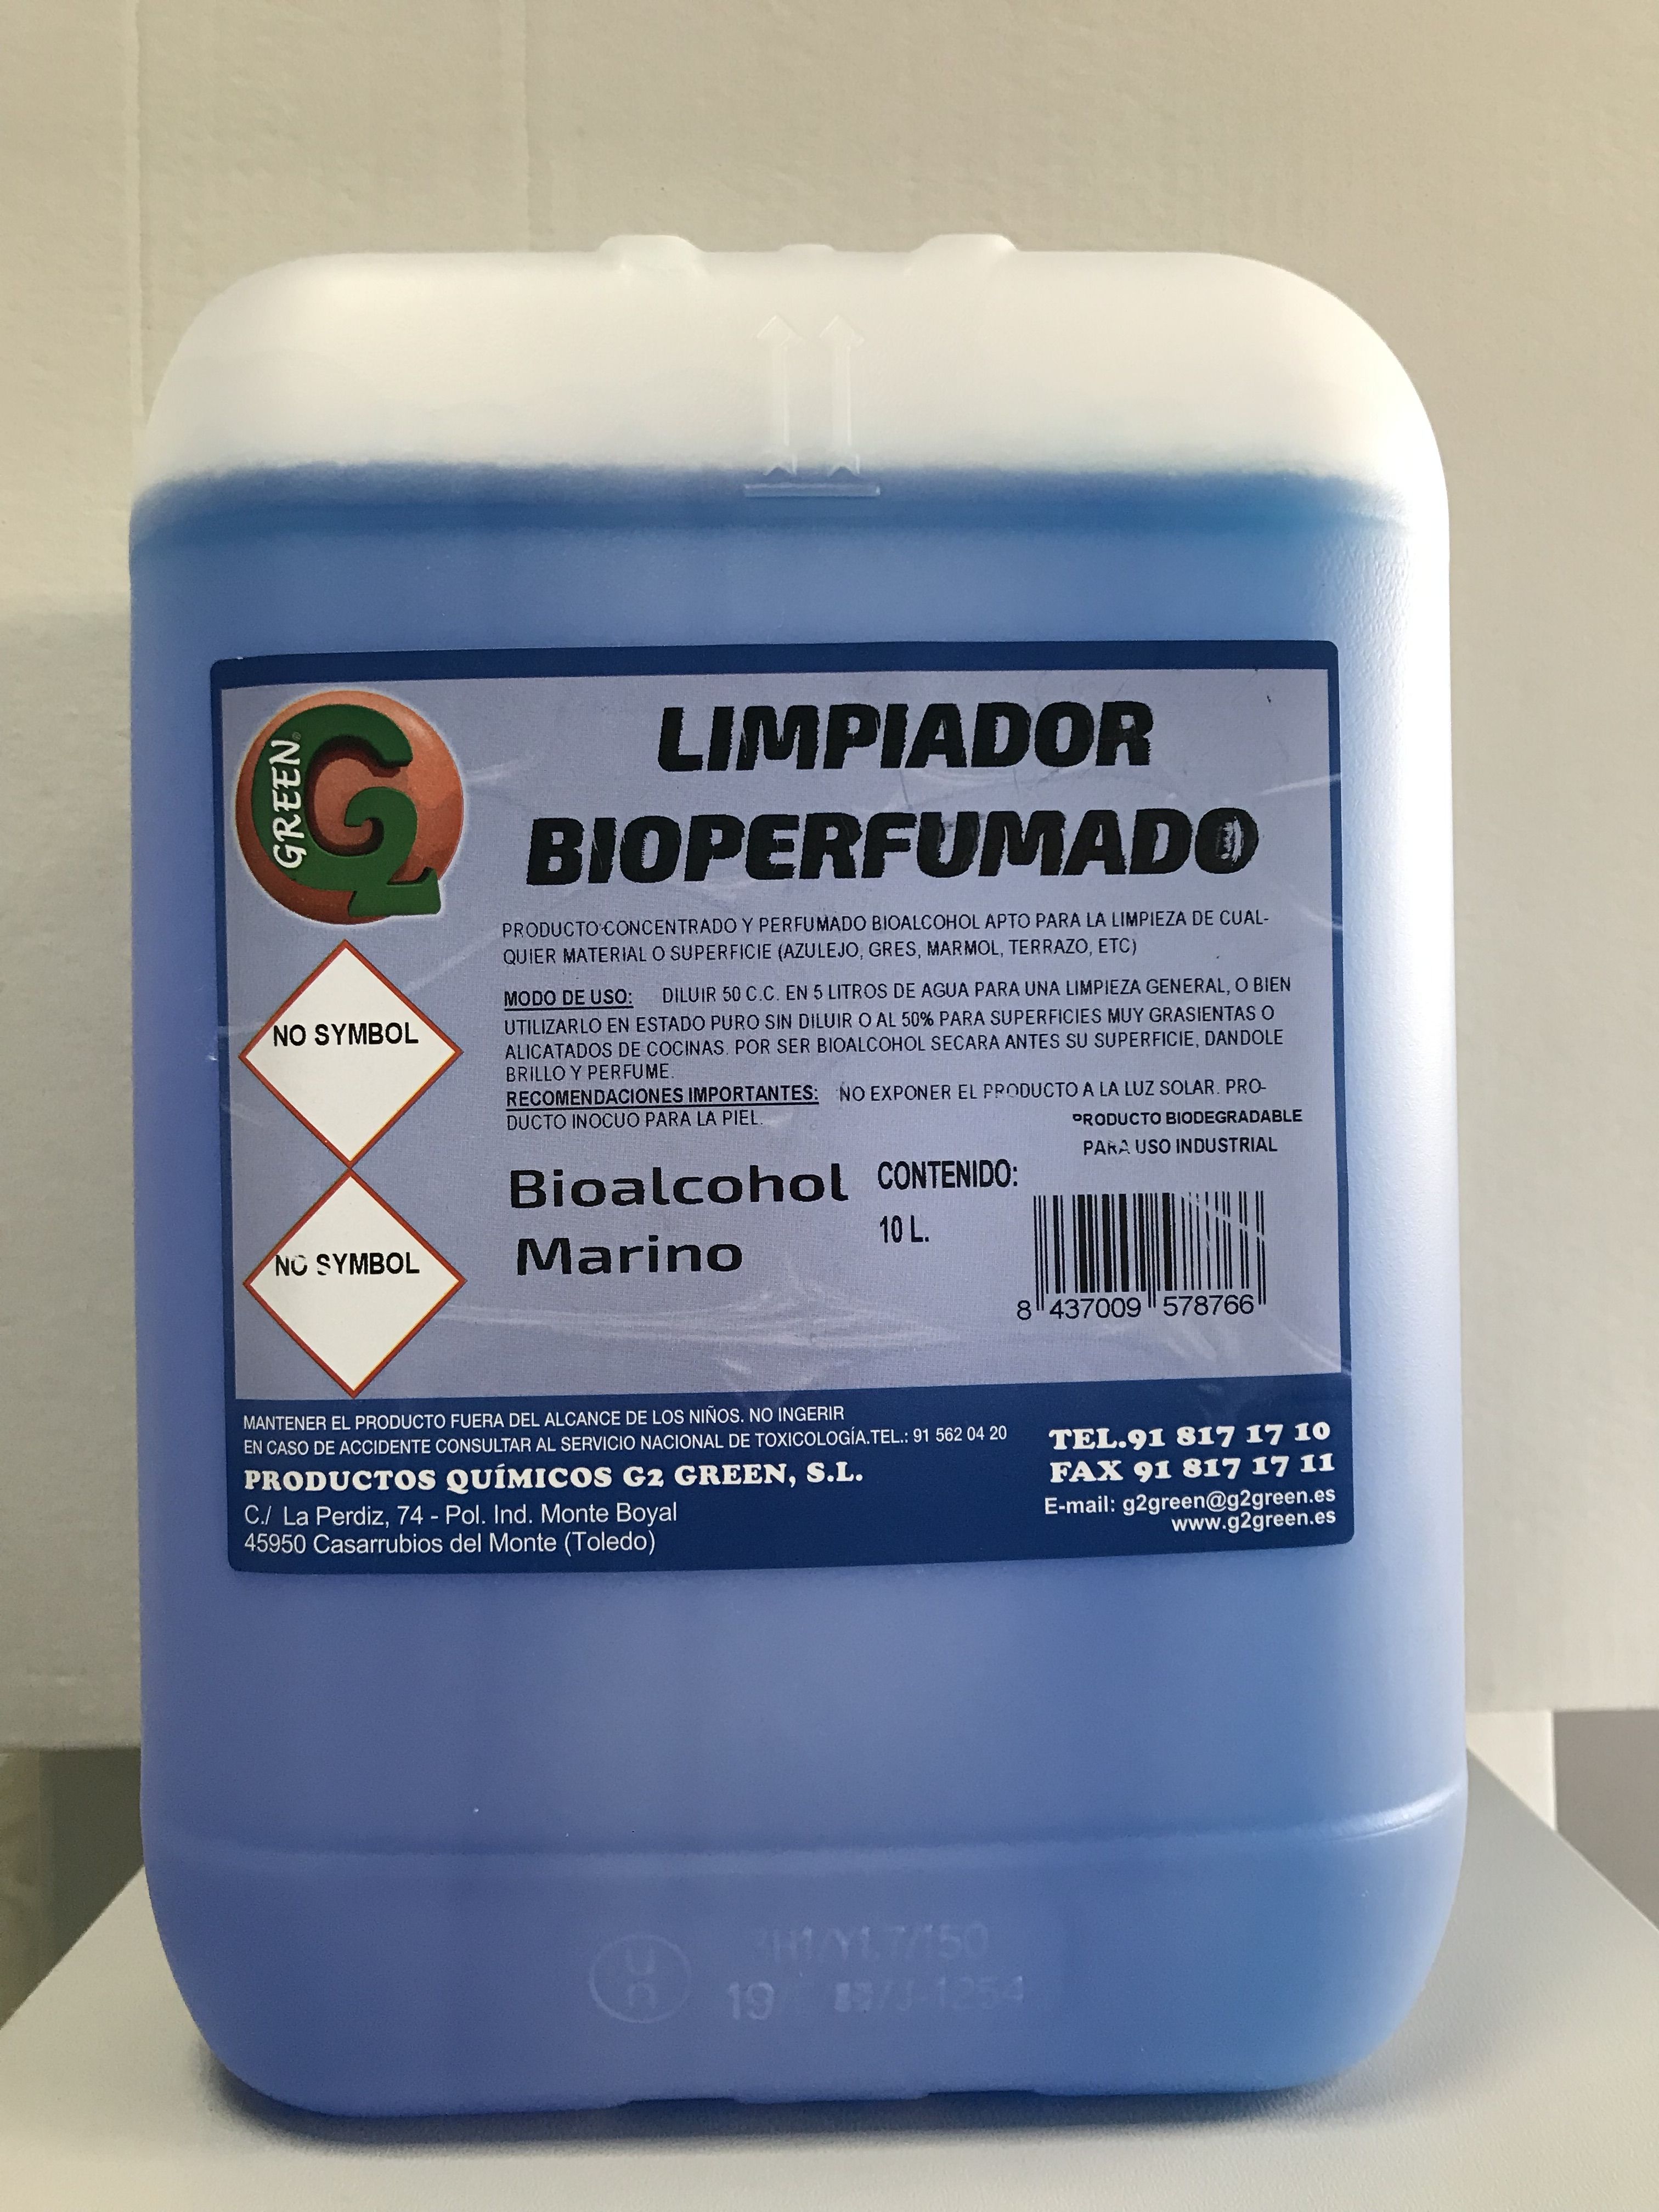 GREEN®
G2
LIMPIADOR
BIOPERFUMADO
PRODUCTO CONCENTRADO Y PERFUMADO BIOALCOHOL APTO PARA LA LIMPIEZA DE CUAL-
QUIER MATERIAL O SUPERFICIE (AZULEJO, GRES, MARMOL, TERRAZO, ETC)
MODO DE USO: DILUIR 50 C.C. EN 5 LITROS DE AGUA PARA UNA LIMPIEZA GENERAL, O BIEN
UTILIZARLO EN ESTADO PURO SIN DILUIR O AL 50% PARA SUPERFICIES MUY GRASIENTAS O
ALICATADOS DE COCINAS. POR SER BIOALCOHOL SECARA ANTES SU SUPERFICIE, DANDOLE
BRILLO Y PERFUME.
RECOMENDACIONES IMPORTANTES: NO EXPONER EL PRODUCTO A LA LUZ SOLAR. PRO-
DUCTO INOCUO PARA LA PIEL.
PRODUCTO BIODEGRADABLE
PARA USO INDUSTRIAL
NO SYMBOL
NO SYMBOL
Bioalcohol
Marino
CONTENIDO:
10 L.
8 437009 578766
MANTENER EL PRODUCTO FUERA DEL ALCANCE DE LOS NIÑOS. NO INGERIR
EN CASO DE ACCIDENTE CONSULTAR AL SERVICIO NACIONAL DE TOXICOLOGÍA.TEL.: 91 562 04 20
PRODUCTOS QUÍMICOS G2 GREEN, S.L.
C./ La Perdiz, 74 - Pol. Ind. Monte Boyal
45950 Casarrubios del Monte (Toledo)
TEL.91 817 17 10
FAX 91 817 17 11
E-mail: g2green@g2green.es
www.g2green.es
un
19